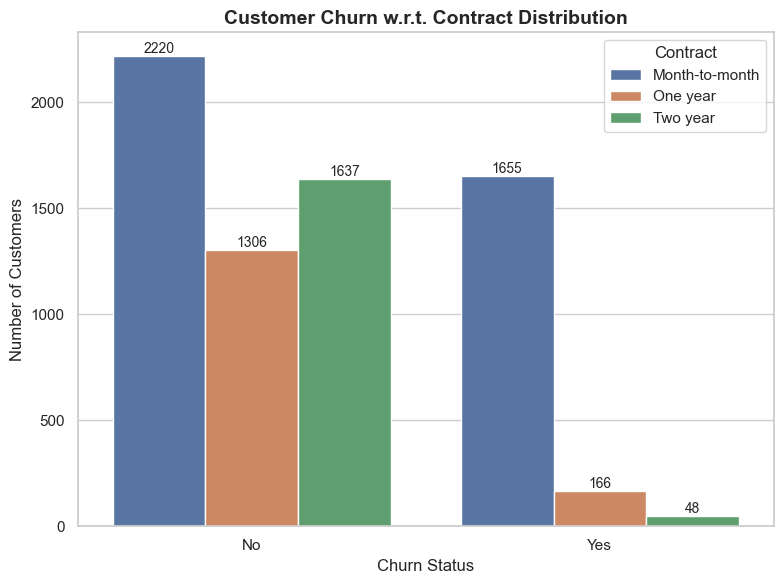 Customer Churn w.r.t. Contract Distribution
Contract
Month-to-month
One year
Two year
Number of Customers
2000
1500
1000
500
0
2220
1306
1637
1655
166
48
No
Yes
Churn Status